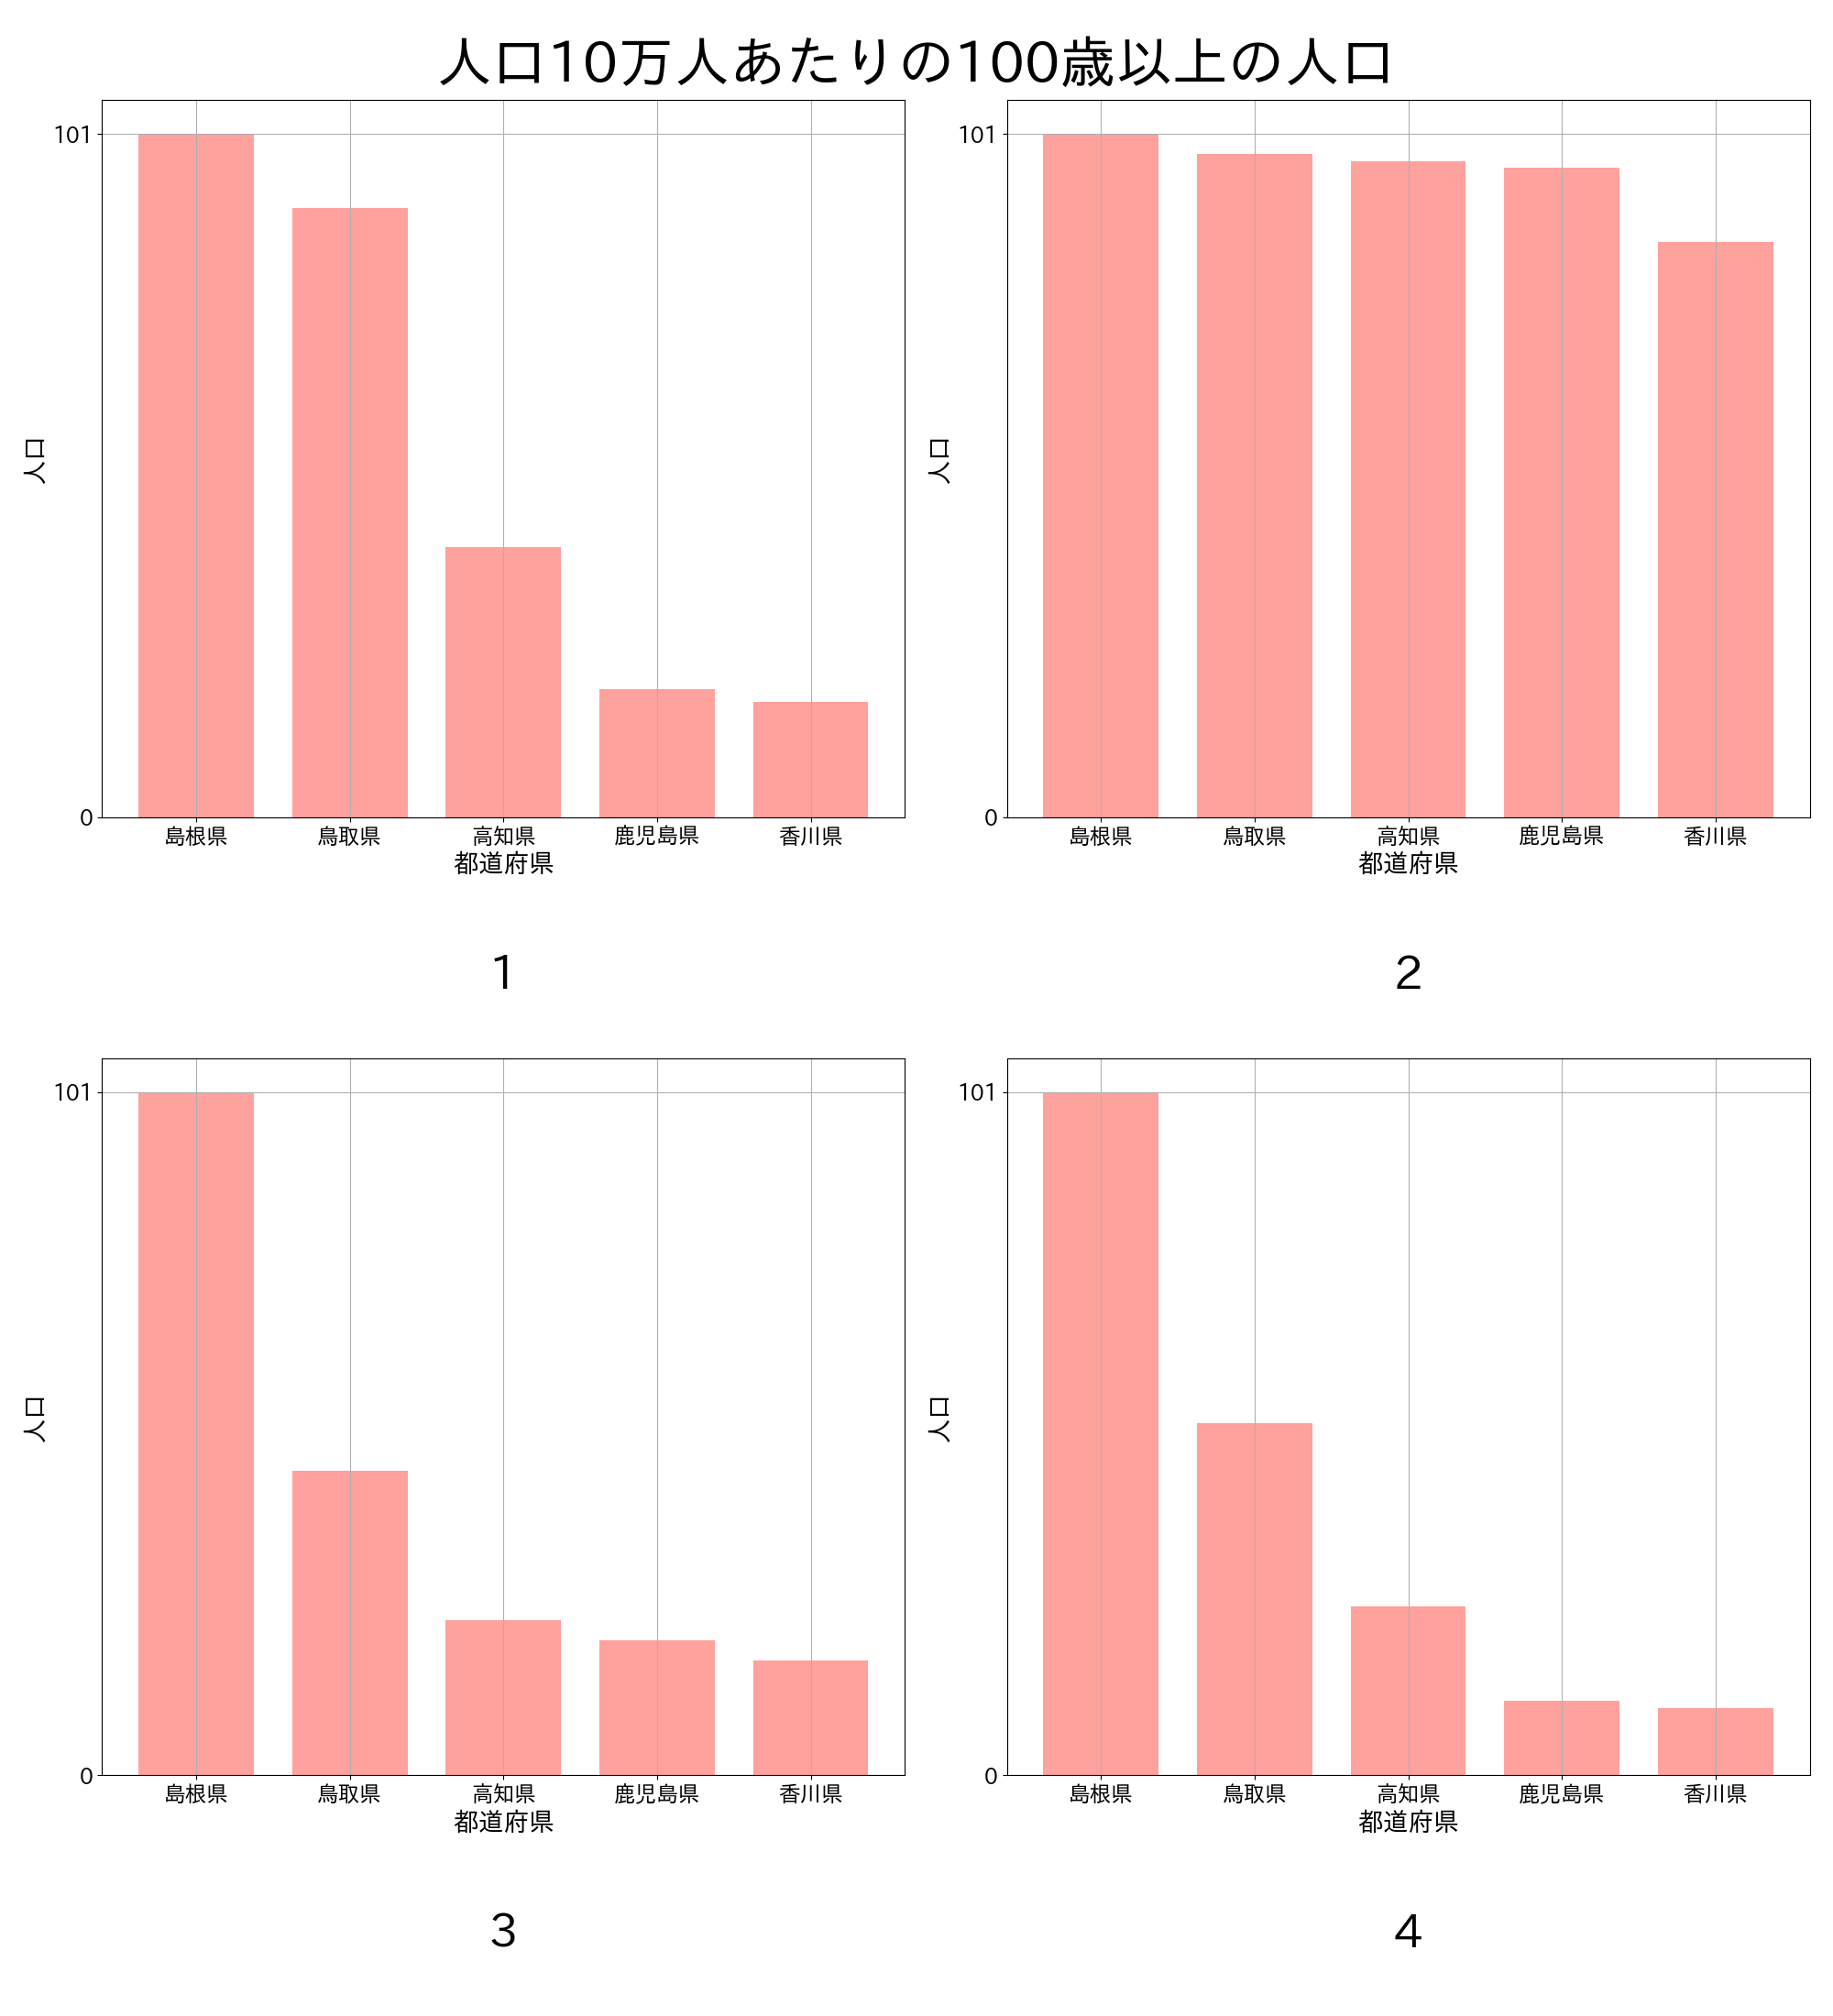 人口10万人あたりの100歳以上の人口
101
人口
0
島根県 鳥取県 高知県 鹿児島県 香川県
都道府県
1
101
人口
0
島根県 鳥取県 高知県 鹿児島県 香川県
都道府県
2
101
人口
0
島根県 鳥取県 高知県 鹿児島県 香川県
都道府県
3
101
人口
0
島根県 鳥取県 高知県 鹿児島県 香川県
都道府県
4